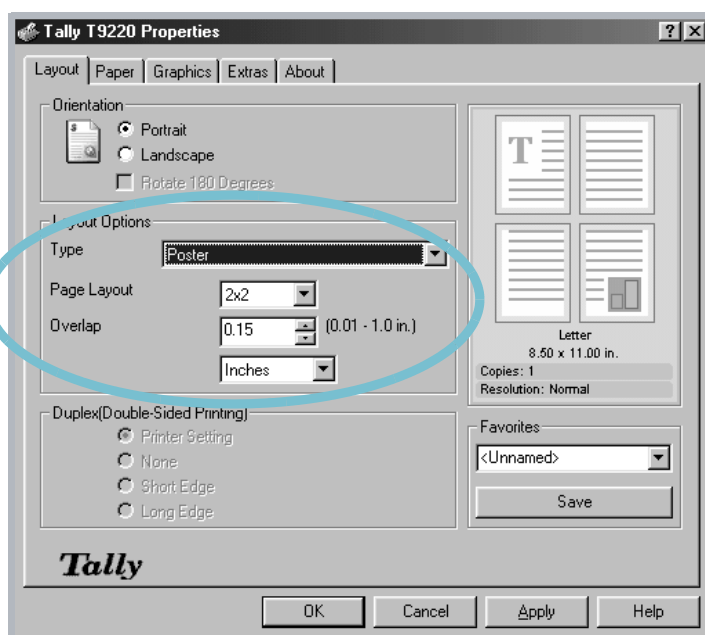 Tally T9220 Properties
Layout Paper Graphics Extras About
Orientation
Portrait
Landscape
Rotate 180 Degrees
Layout Options
Type Poster
Page Layout 2x2
Overlap 0.15 (0.01 - 1.0 in.)
Inches
Duplex(Double-Sided Printing)
Printer Setting
None
Short Edge
Long Edge
T
Letter
8.50 x 11.00 in.
Copies: 1
Resolution: Normal
Favorites
<Unnamed>
Save
Tally
OK Cancel Apply Help